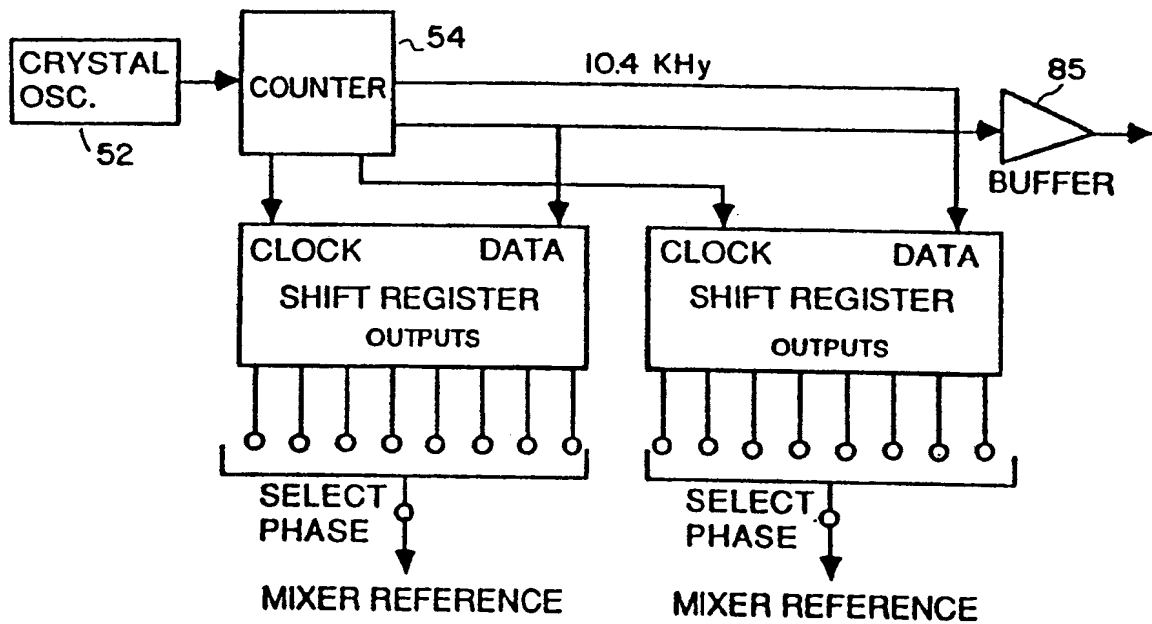 CRYSTAL
OSC.
52
COUNTER
54
10.4 KHy
85
BUFFER
CLOCK DATA
SHIFT REGISTER
OUTPUTS
CLOCK DATA
SHIFT REGISTER
OUTPUTS
SELECT
PHASE
SELECT
PHASE
MIXER REFERENCE
MIXER REFERENCE